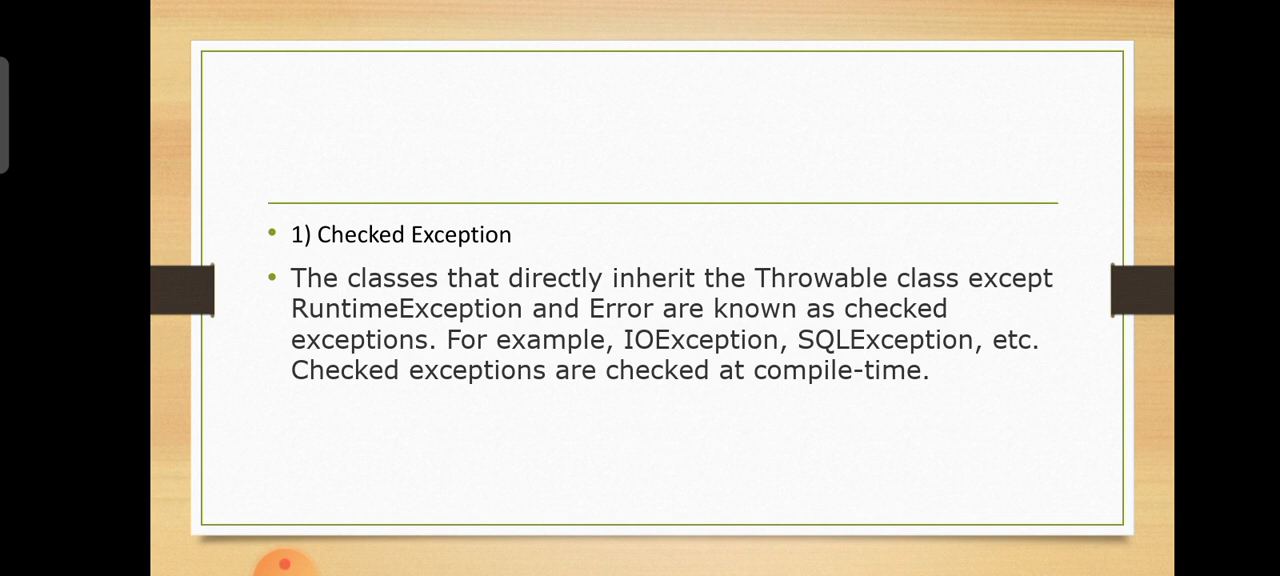 • 1) Checked Exception
• The classes that directly inherit the Throwable class except
RuntimeException and Error are known as checked
exceptions. For example, IOException, SQLException, etc.
Checked exceptions are checked at compile-time.